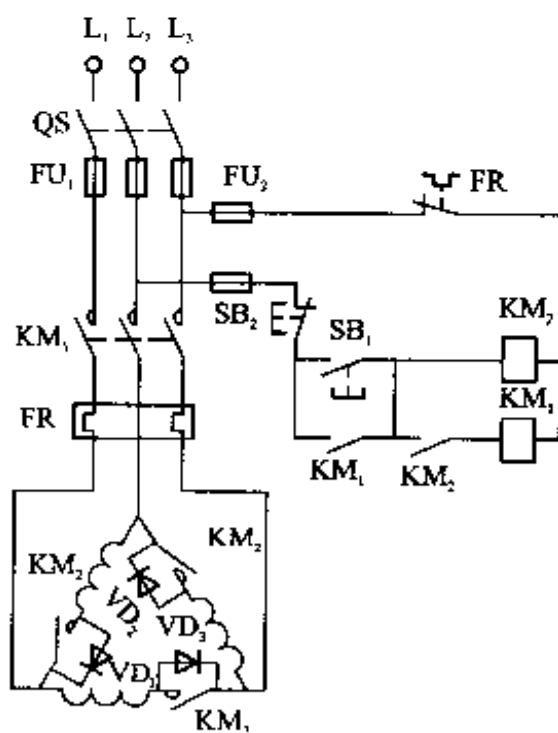 L₁ L₂ L₃
QS
FU₁
FU₂
FR
SB₂
SB₁
KM₂
KM₁
KM₁
FR
KM₁
KM₂
KM₂
KM₂
VD₂
VD₃
VD₁